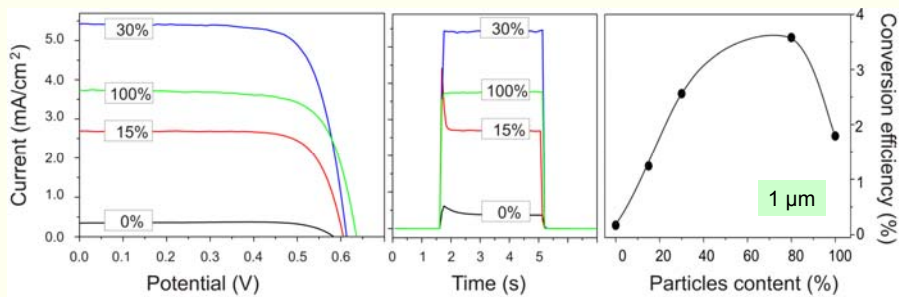 Current (mA/cm²)
5.0
4.0
3.0
2.0
1.0
0.0
30%
100%
15%
0%
0.0 0.1 0.2 0.3 0.4 0.5 0.6
Potential (V)
30%
100%
15%
0%
0 1 2 3 4 5 6
Time (s)
1 µm
0 20 40 60 80 100
Particles content (%)
4
3
2
1
0
Conversion efficiency (%)